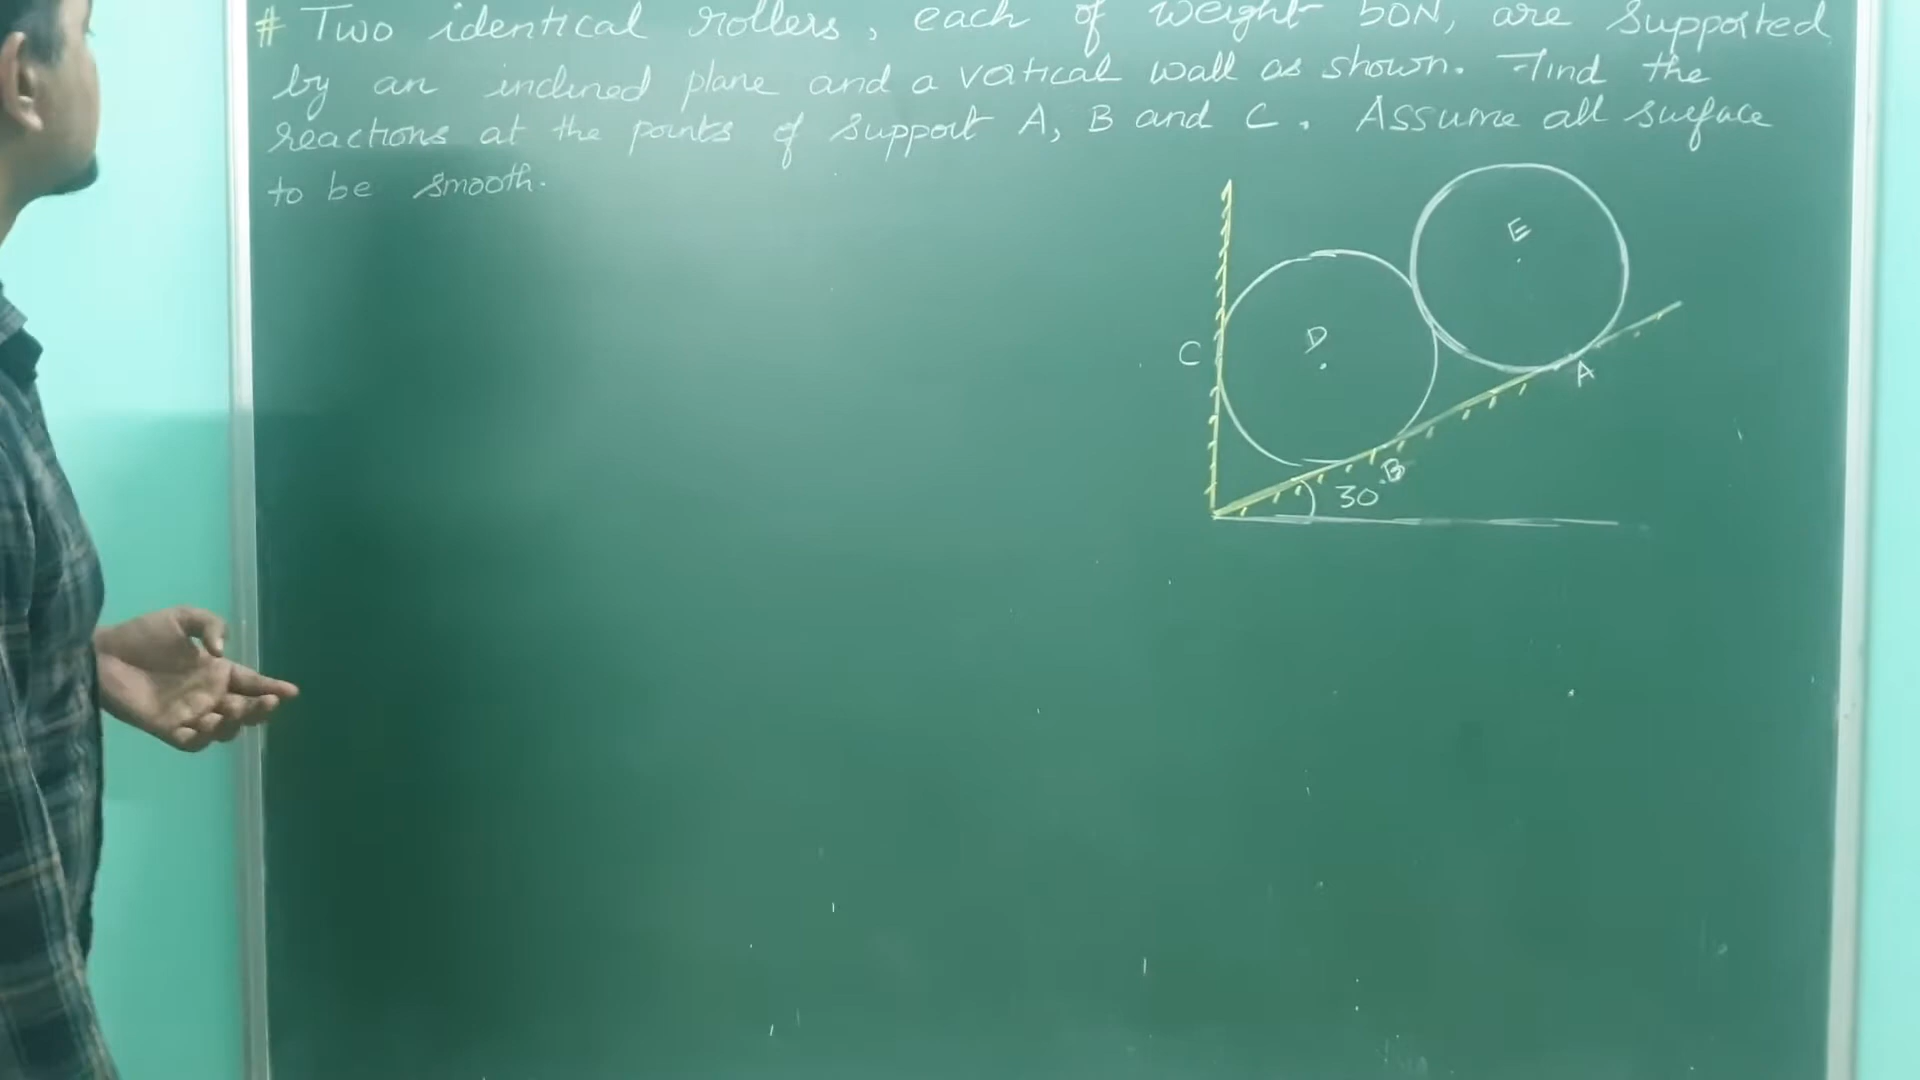 # Two identical rollers, each of weight 50N, are supported
by an inclined plane and a vertical wall as shown. Find the
reactions at the points of support A, B and C. Assume all surface
to be smooth.
E
D
C
A
B
30°